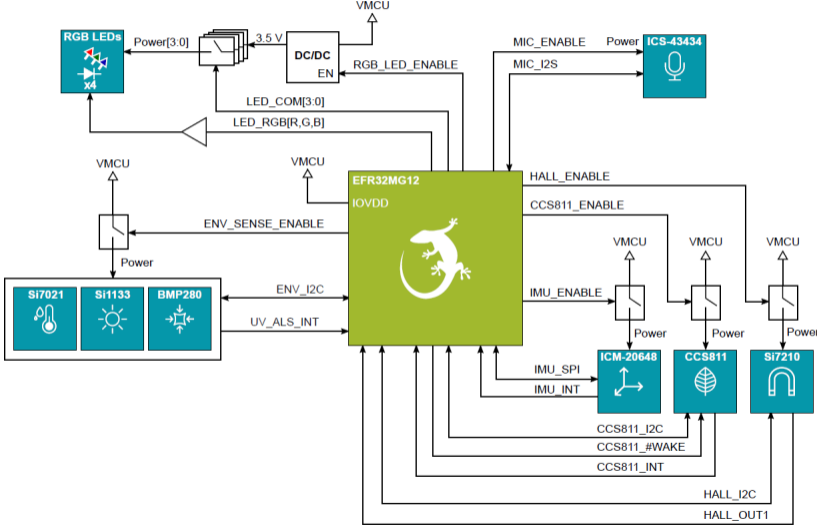 VMCU
RGB LEDs
Power[3:0]
3.5 V
DC/DC
EN
MIC_ENABLE
Power
ICS-43434
x4
RGB_LED_ENABLE
MIC_I2S
LED_COM[3:0]
LED_RGB[R,G,B]
VMCU
VMCU
EFR32MG12
HALL_ENABLE
IOVDD
CCS811_ENABLE
ENV_SENSE_ENABLE
VMCU
VMCU
VMCU
Power
Si7021
Si1133
BMP280
ENV_I2C
IMU_ENABLE
UV_ALS_INT
Power
Power
Power
ICM-20648
CCS811
Si7210
IMU_SPI
IMU_INT
CCS811_I2C
CCS811_#WAKE
CCS811_INT
HALL_I2C
HALL_OUT1